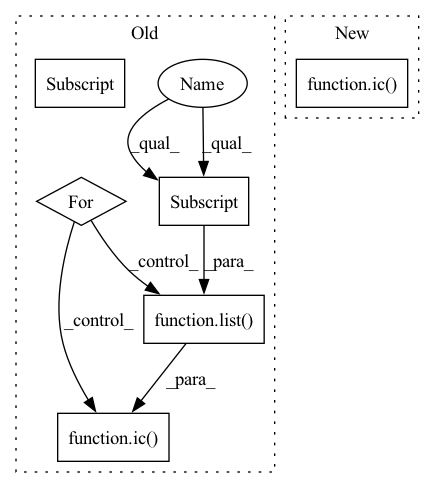 Old
New
Subscript
Name
function.ic()
_qual_
_qual_
For
Subscript
_control_
_para_
_control_
function.list()
_para_
function.ic()